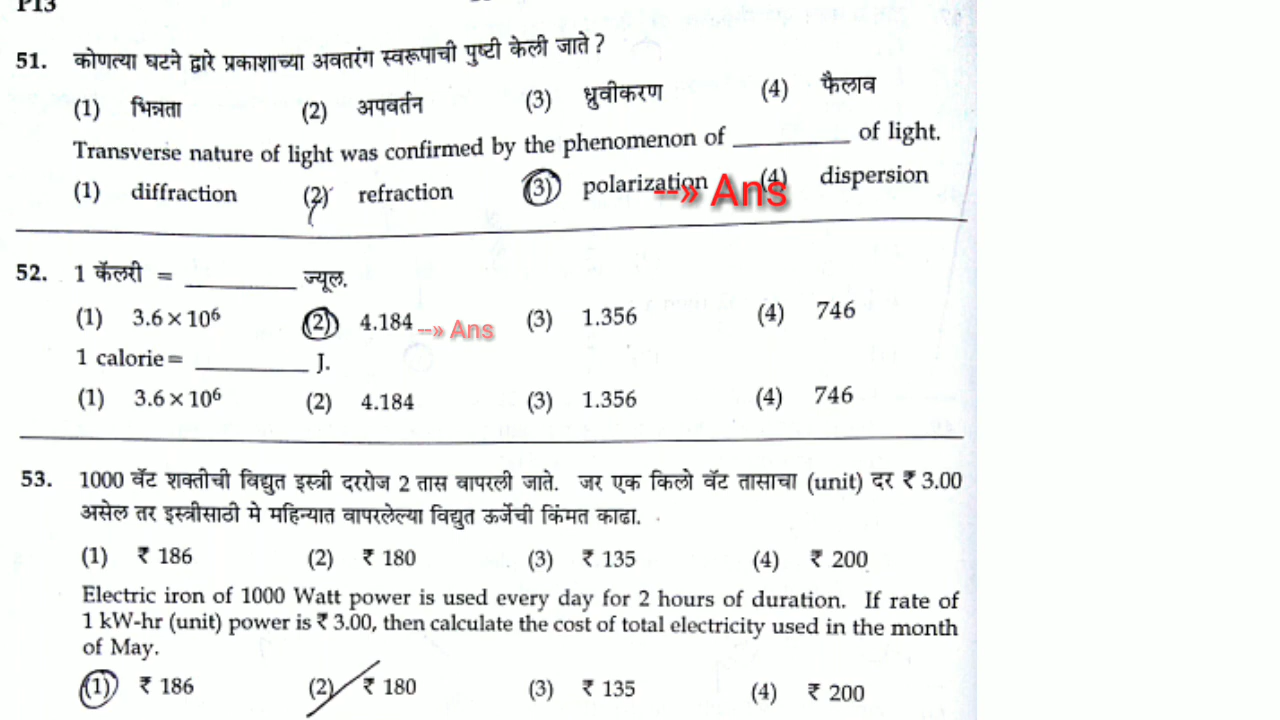 P13
51. कोणत्या घटने द्वारे प्रकाशाच्या अवतरंग स्वरूपाची पुष्टी केली जाते ?
(1) भिन्नता (2) अपवर्तन (3) ध्रुवीकरण (4) फैलाव
Transverse nature of light was confirmed by the phenomenon of __________ of light.
(1) diffraction (2) refraction (3) polarization (4) dispersion
--» Ans
52. 1 कॅलरी = __________ ज्यूल.
(1) 3.6 × 10⁶ (2) 4.184 --» Ans (3) 1.356 (4) 746
1 calorie = __________ J.
(1) 3.6 × 10⁶ (2) 4.184 (3) 1.356 (4) 746
53. 1000 वॅट शक्तीची विद्युत इस्त्री दररोज 2 तास वापरली जाते. जर एक किलो वॅट तासाचा (unit) दर ₹ 3.00
असेल तर इस्त्रीसाठी मे महिन्यात वापरलेल्या विद्युत ऊर्जेची किंमत काढा.
(1) ₹ 186 (2) ₹ 180 (3) ₹ 135 (4) ₹ 200
Electric iron of 1000 Watt power is used every day for 2 hours of duration. If rate of
1 kW-hr (unit) power is ₹ 3.00, then calculate the cost of total electricity used in the month
of May.
(1) ₹ 186 (2) ₹ 180 (3) ₹ 135 (4) ₹ 200